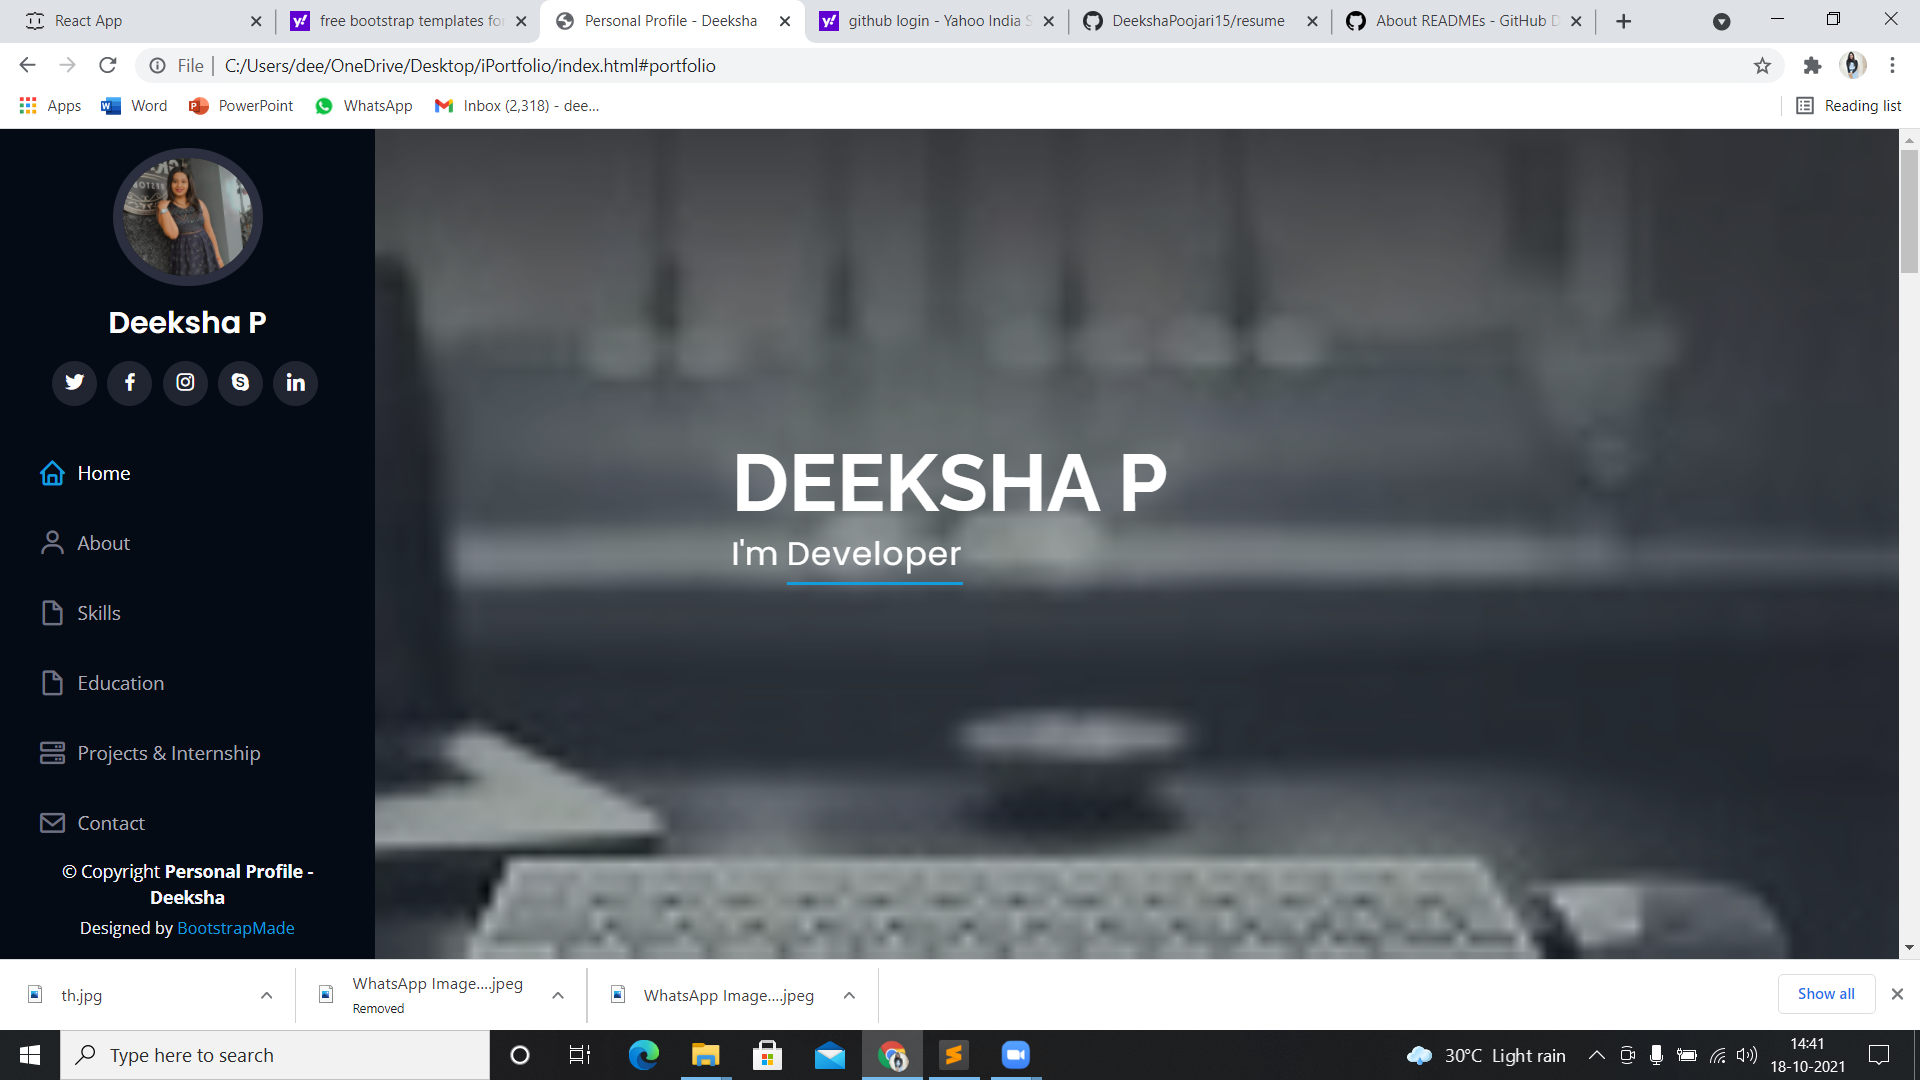 React App
free bootstrap templates fo
Personal Profile - Deeksha
github login - Yahoo India S
DeekshaPoojari15/resume
About READMEs - GitHub D
File
C:/Users/dee/OneDrive/Desktop/iPortfolio/index.html#portfolio
Apps
Word
PowerPoint
WhatsApp
Inbox (2,318) - dee...
Reading list
Deeksha P
Home
About
Skills
Education
Projects & Internship
Contact
© Copyright Personal Profile -
Deeksha
Designed by BootstrapMade
DEEKSHA P
I'm Developer
th.jpg
WhatsApp Image....jpeg
Removed
WhatsApp Image....jpeg
Show all
Type here to search
30°C Light rain
14:41
18-10-2021